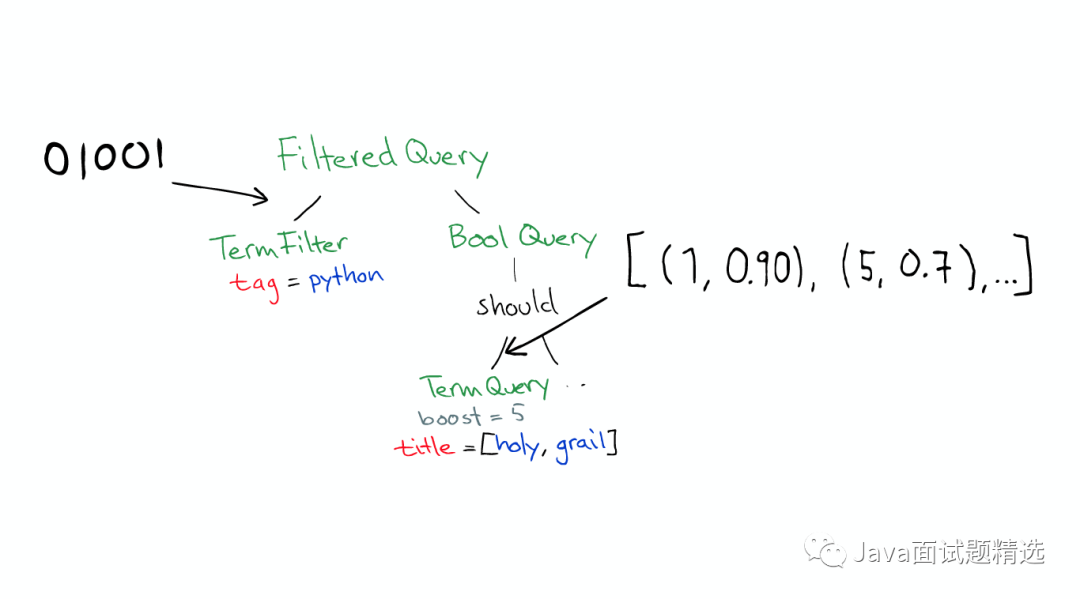 01001
Filtered Query
TermFilter
tag = python
Bool Query
should
[(1, 0.90), (5, 0.7), ...]
TermQuery ..
boost = 5
title = [holy, grail]
Java面试题精选